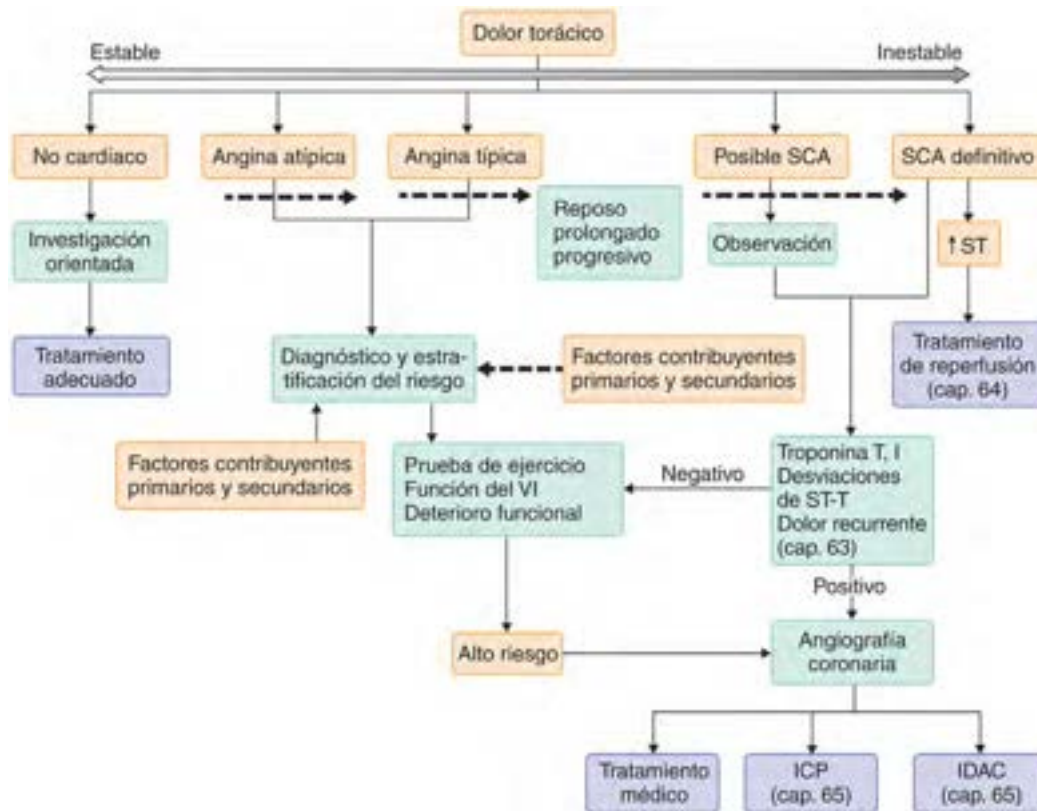 Dolor torácico
Estable
Inestable
No cardíaco
Angina atípica
Angina típica
Posible SCA
SCA definitivo
Reposo
prolongado
progresivo
Investigación
orientada
Observación
↑ ST
Tratamiento
adecuado
Diagnóstico y estra-
tificación del riesgo
Factores contribuyentes
primarios y secundarios
Tratamiento
de reperfusión
(cap. 64)
Factores contribuyentes
primarios y secundarios
Prueba de ejercicio
Función del VI
Deterioro funcional
Negativo
Troponina T, I
Desviaciones
de ST-T
Dolor recurrente
(cap. 63)
Positivo
Alto riesgo
Angiografía
coronaria
Tratamiento
médico
ICP
(cap. 65)
IDAC
(cap. 65)